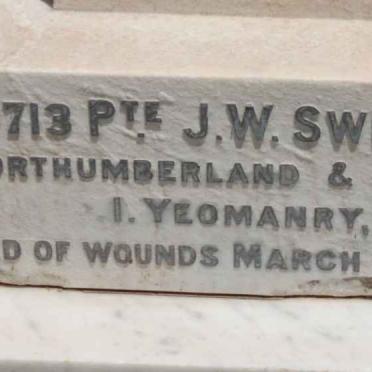 713 PTE J.W. SW
ORTHUMBERLAND &
I. YEOMANRY,
D OF WOUNDS MARCH